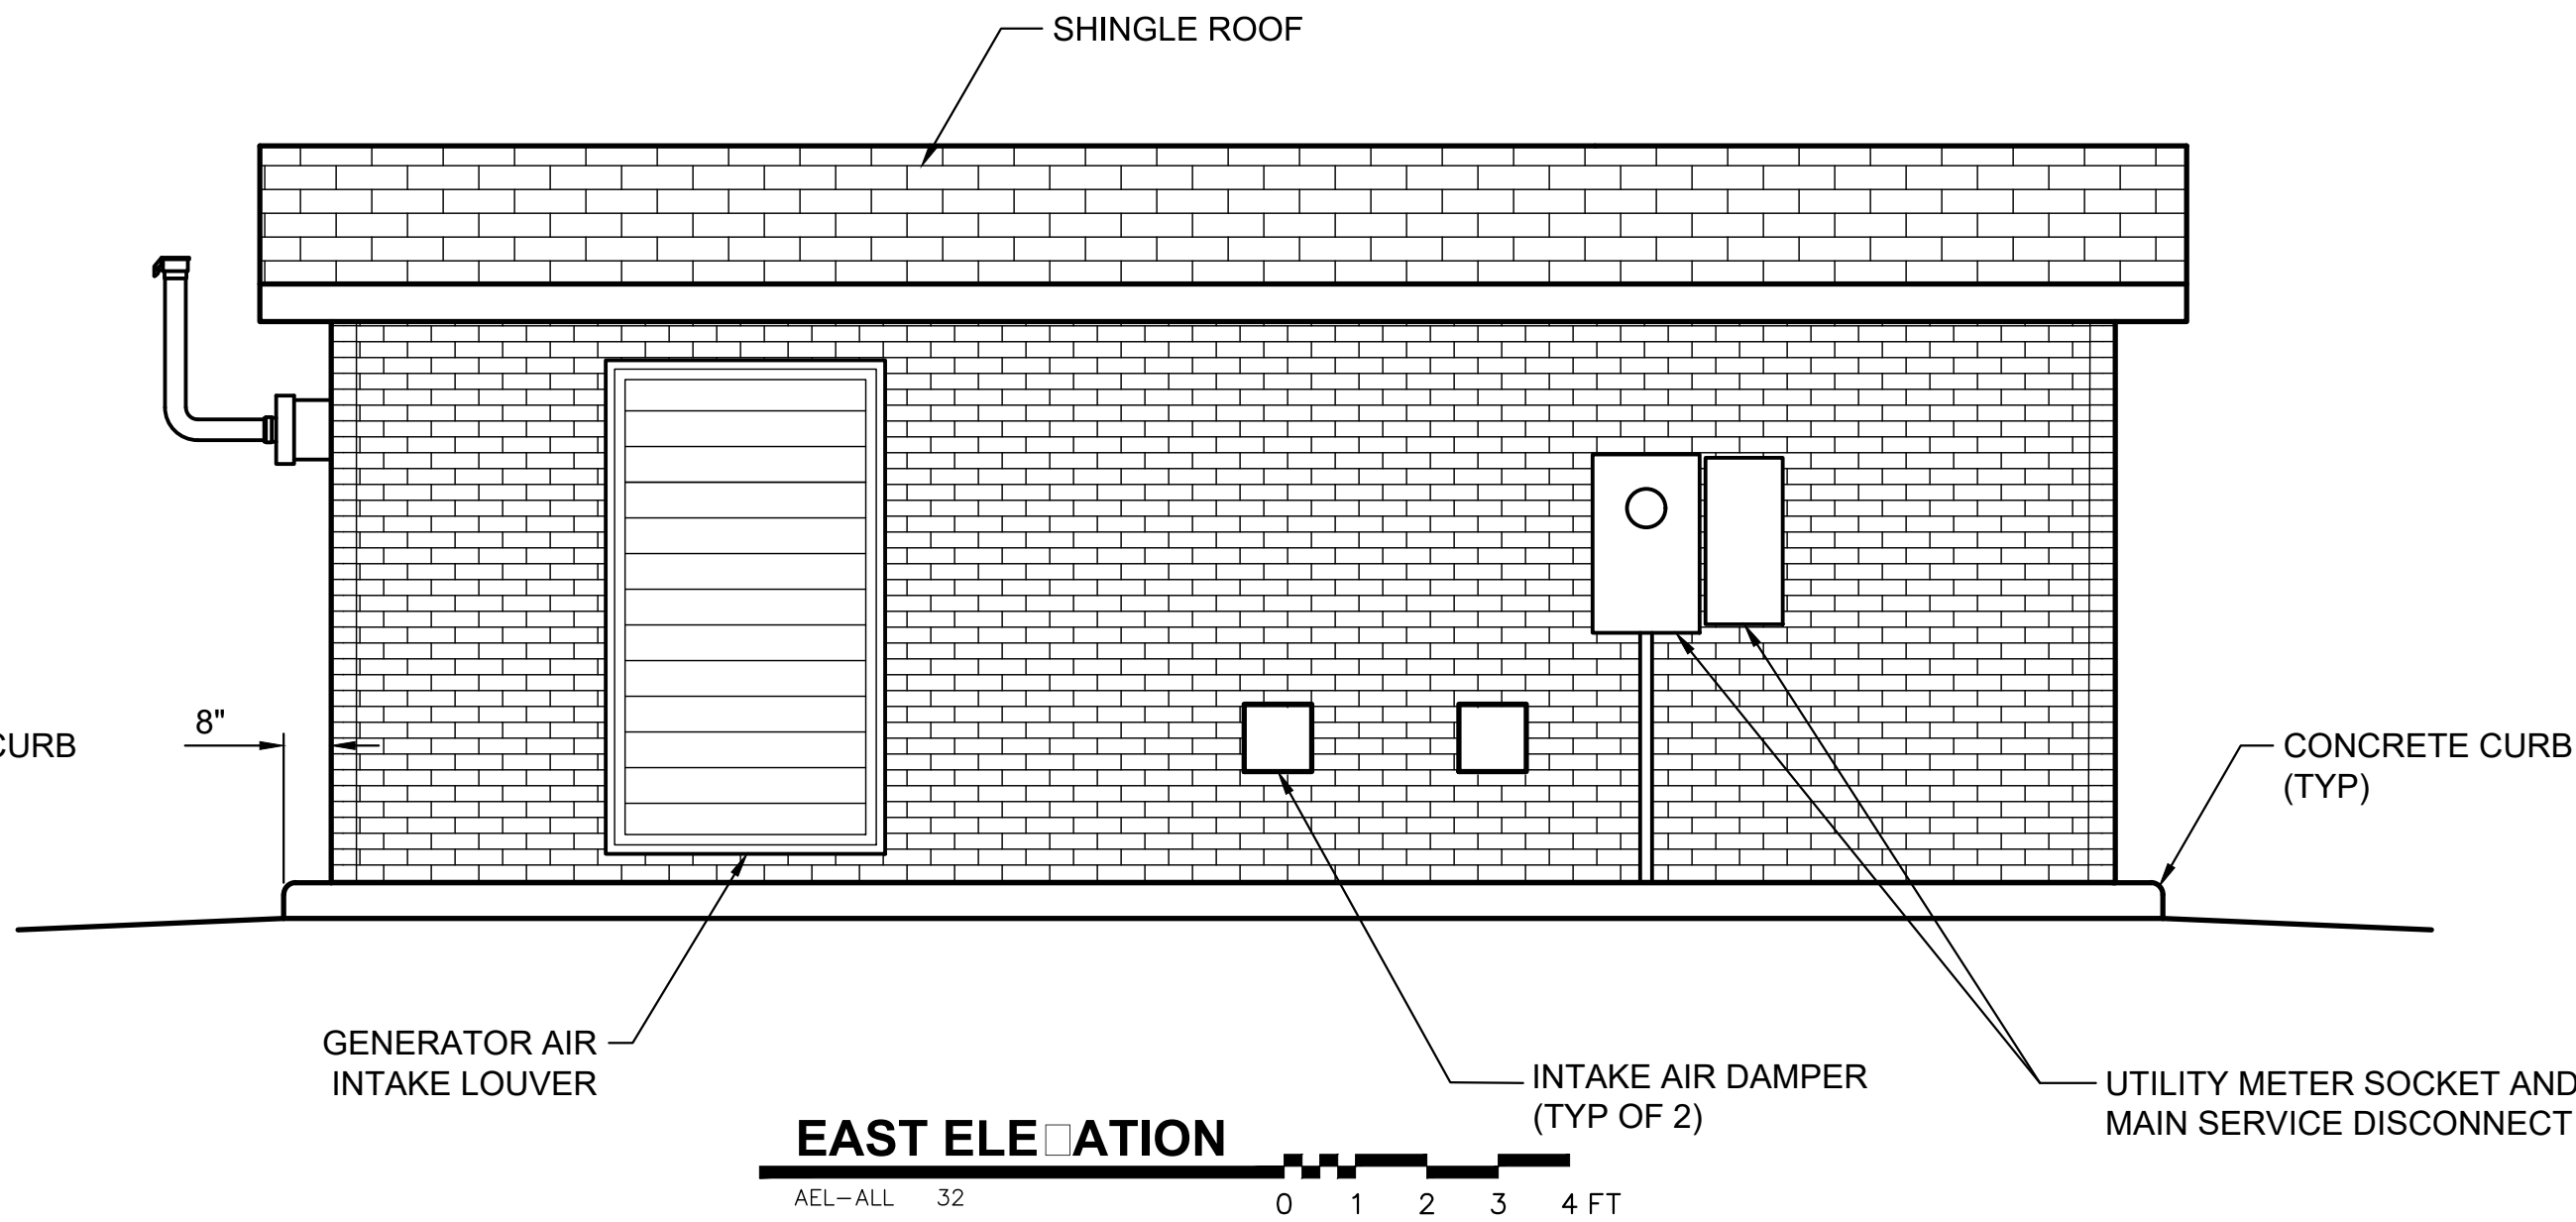 SHINGLE ROOF
8"
CURB
CONCRETE CURB
(TYP)
GENERATOR AIR
INTAKE LOUVER
INTAKE AIR DAMPER
(TYP OF 2)
UTILITY METER SOCKET AND
MAIN SERVICE DISCONNECT
EAST ELE□ATION
AEL-ALL 32
0 1 2 3 4 FT